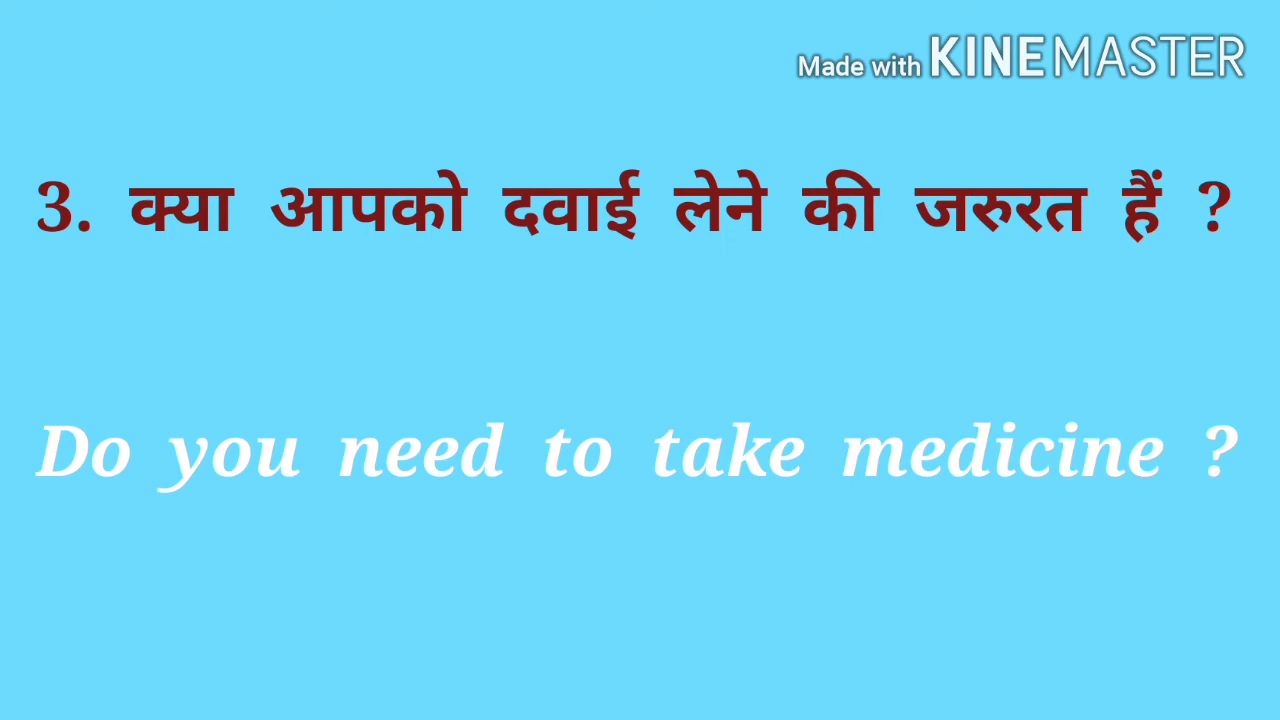 Made with KINEMASTER
3. क्या आपको दवाई लेने की जरुरत हैं ?
Do you need to take medicine ?